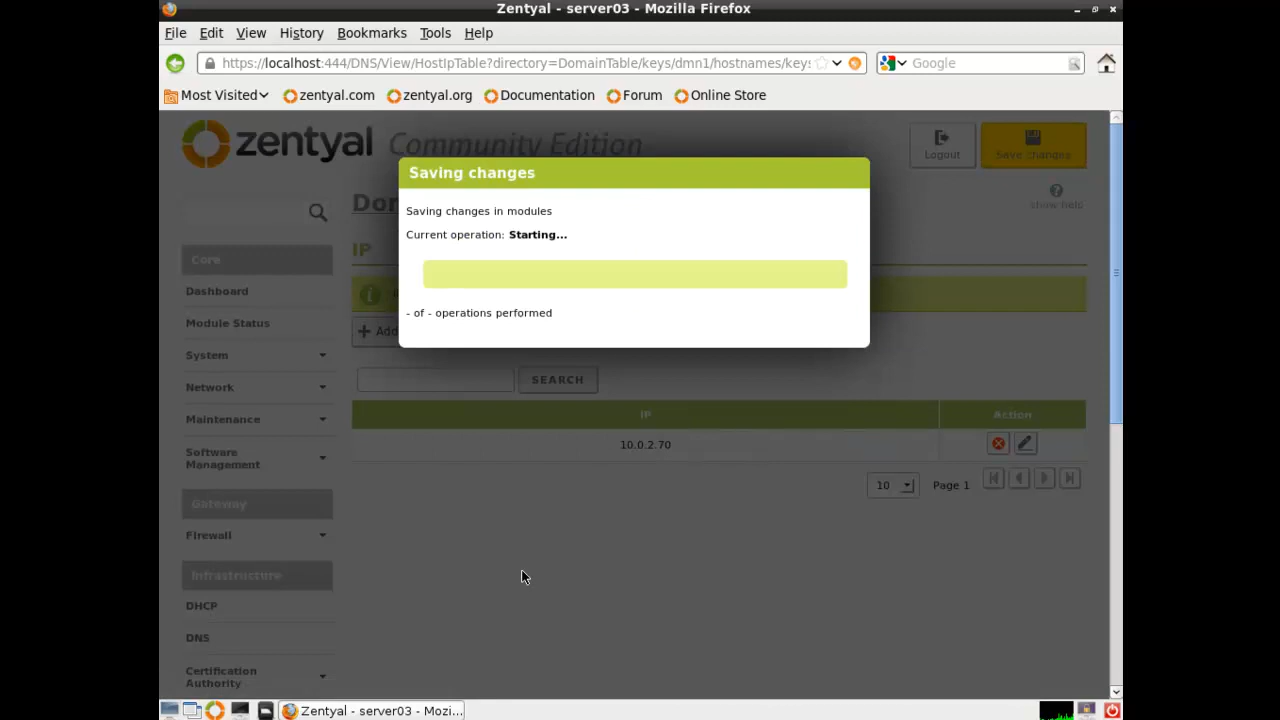 Zentyal - server03 - Mozilla Firefox
File Edit View History Bookmarks Tools Help
https://localhost:444/DNS/View/HostIpTable?directory=DomainTable/keys/dmn1/hostnames/keys
Google
Most Visited zentyal.com zentyal.org Documentation Forum Online Store
zentyal Community Edition
Logout
Save changes
show help
Saving changes
Saving changes in modules
Current operation: Starting...
- of - operations performed
IP
Add
SEARCH
IP Action
10.0.2.70
10 Page 1
Core
Dashboard
Module Status
System
Network
Maintenance
Software
Management
Gateway
Firewall
Infrastructure
DHCP
DNS
Certification
Authority
Zentyal - server03 - Mozi...